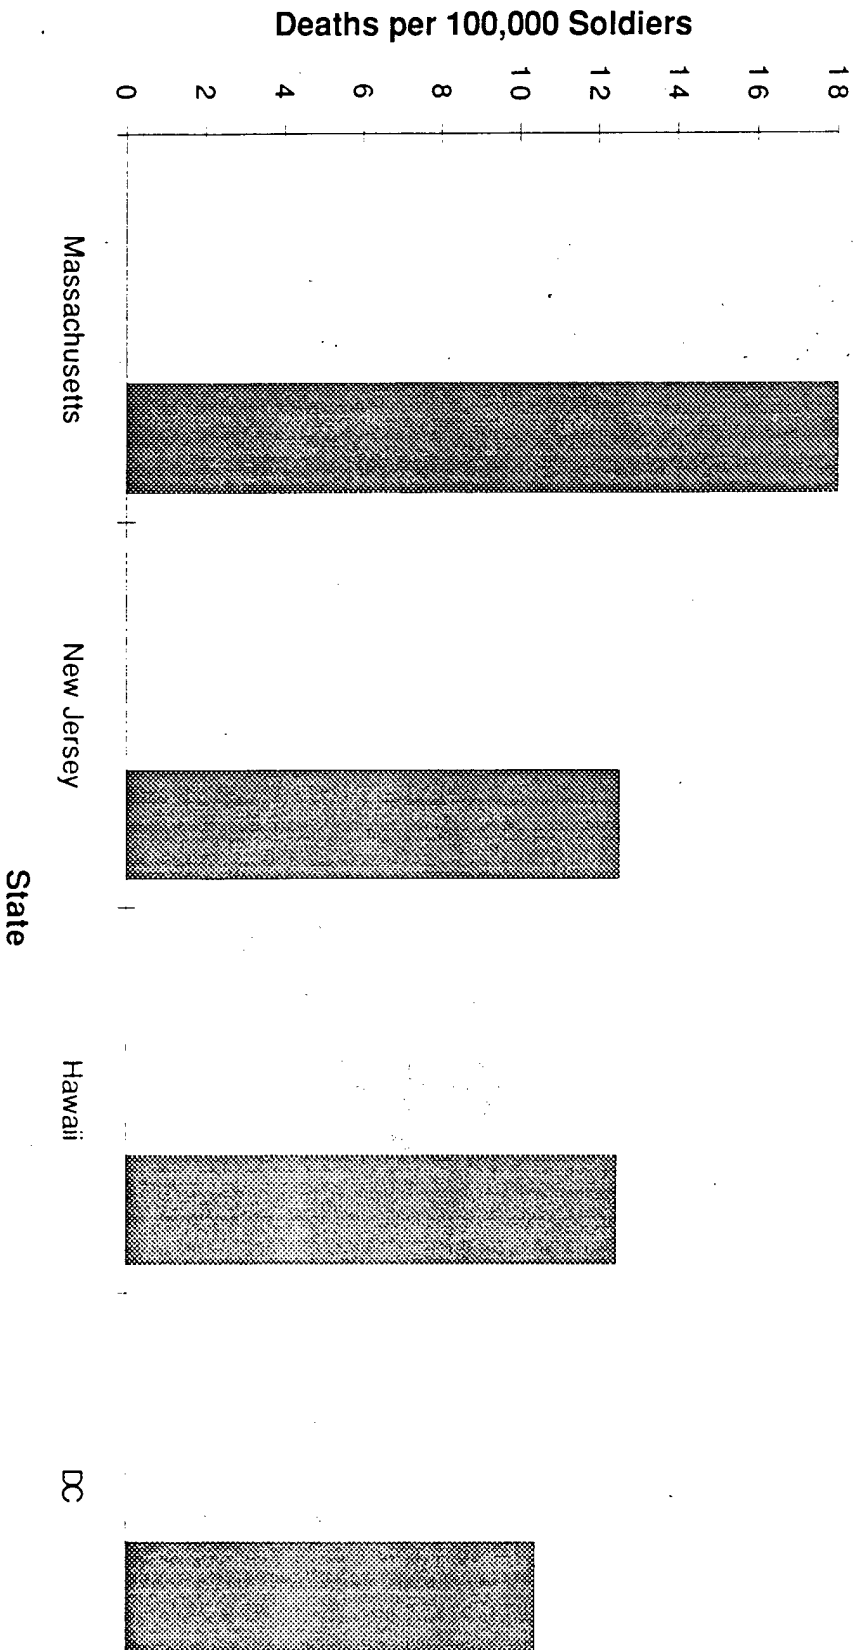 Deaths per 100,000 Soldiers
18
16
14
12
10
8
6
4
2
0
Massachusetts
New Jersey
Hawaii
DC
State